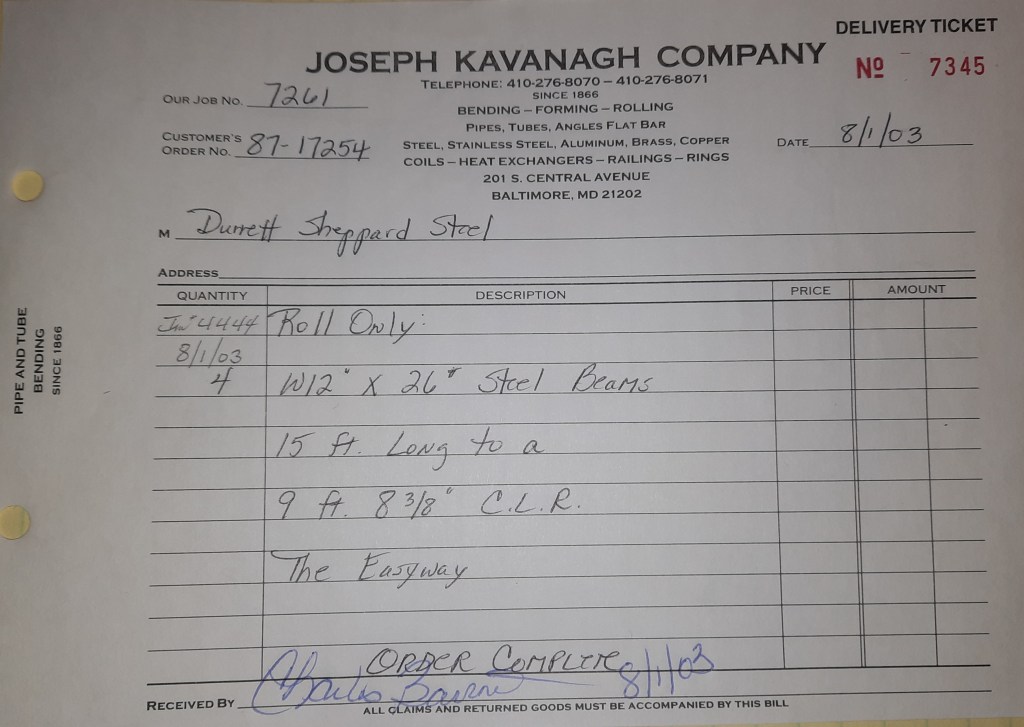 DELIVERY TICKET
JOSEPH KAVANAGH COMPANY
Nº 7345
TELEPHONE: 410-276-8070 – 410-276-8071
SINCE 1866
OUR JOB NO. 7261
BENDING – FORMING – ROLLING
PIPES, TUBES, ANGLES FLAT BAR
CUSTOMER'S ORDER NO. 87-17254
STEEL, STAINLESS STEEL, ALUMINUM, BRASS, COPPER
DATE 8/1/03
COILS – HEAT EXCHANGERS – RAILINGS – RINGS
201 S. CENTRAL AVENUE
BALTIMORE, MD 21202
M Durrett Sheppard Steel
ADDRESS
QUANTITY DESCRIPTION PRICE AMOUNT
4444 Roll Only:
8/1/03
4 W12" X 26# Steel Beams
15 ft. Long to a
9 ft. 8 3/8" C.L.R.
The Easyway
ORDER COMPLETE
RECEIVED BY Charles 8/1/03
ALL CLAIMS AND RETURNED GOODS MUST BE ACCOMPANIED BY THIS BILL
PIPE AND TUBE
BENDING
SINCE 1866